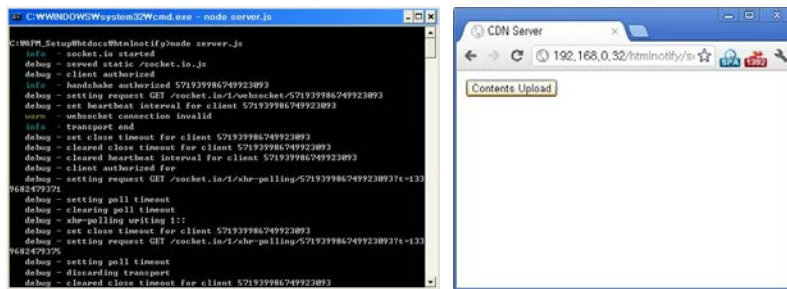 C:\WINDOWS\system32\cmd.exe - node server.js
C:\APM_Setup\htdocs\htmlnotify>node server.js
info - socket.io started
debug - served static /socket.io.js
debug - client authorized
info - handshake authorized 571939986749923093
debug - setting request GET /socket.io/1/websocket/571939986749923093
debug - set heartbeat interval for client 571939986749923093
warn - websocket connection invalid
info - transport end
debug - set close timeout for client 571939986749923093
debug - cleared close timeout for client 571939986749923093
debug - cleared heartbeat interval for client 571939986749923093
debug - client authorized for
debug - setting request GET /socket.io/1/xhr-polling/571939986749923093?t=133
9682479371
debug - setting poll timeout
debug - clearing poll timeout
debug - xhr-polling writing 1::
debug - set close timeout for client 571939986749923093
debug - setting request GET /socket.io/1/xhr-polling/571939986749923093?t=133
9682479375
debug - setting poll timeout
debug - discarding transport
debug - cleared close timeout for client 571939986749923093
CDN Server
192.168.0.32/htmlnotify/s
SPA
1392
Contents Upload